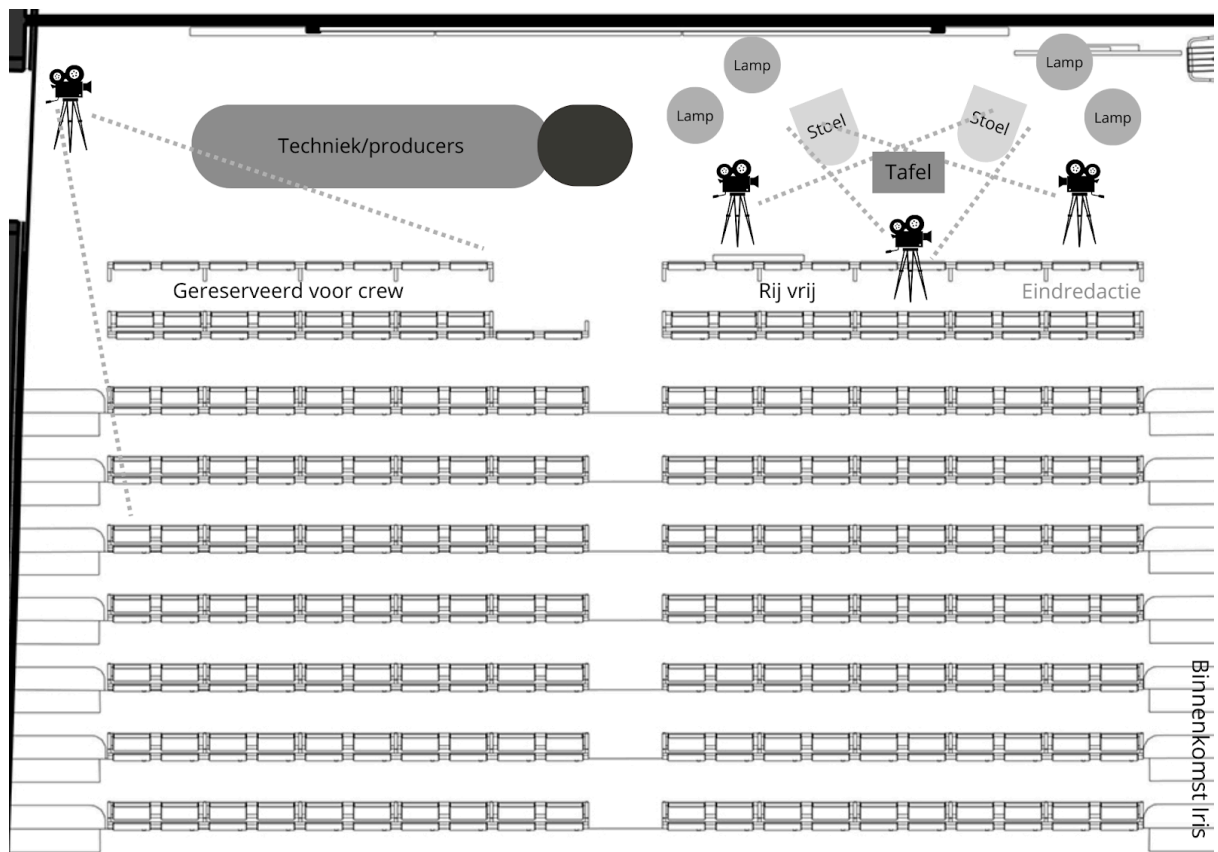 Lamp
Lamp
Lamp
Lamp
Stoel
Stoel
Techniek/producers
Tafel
Gereserveerd voor crew
Rij vrij
Eindredactie
Binnenkomst Iris